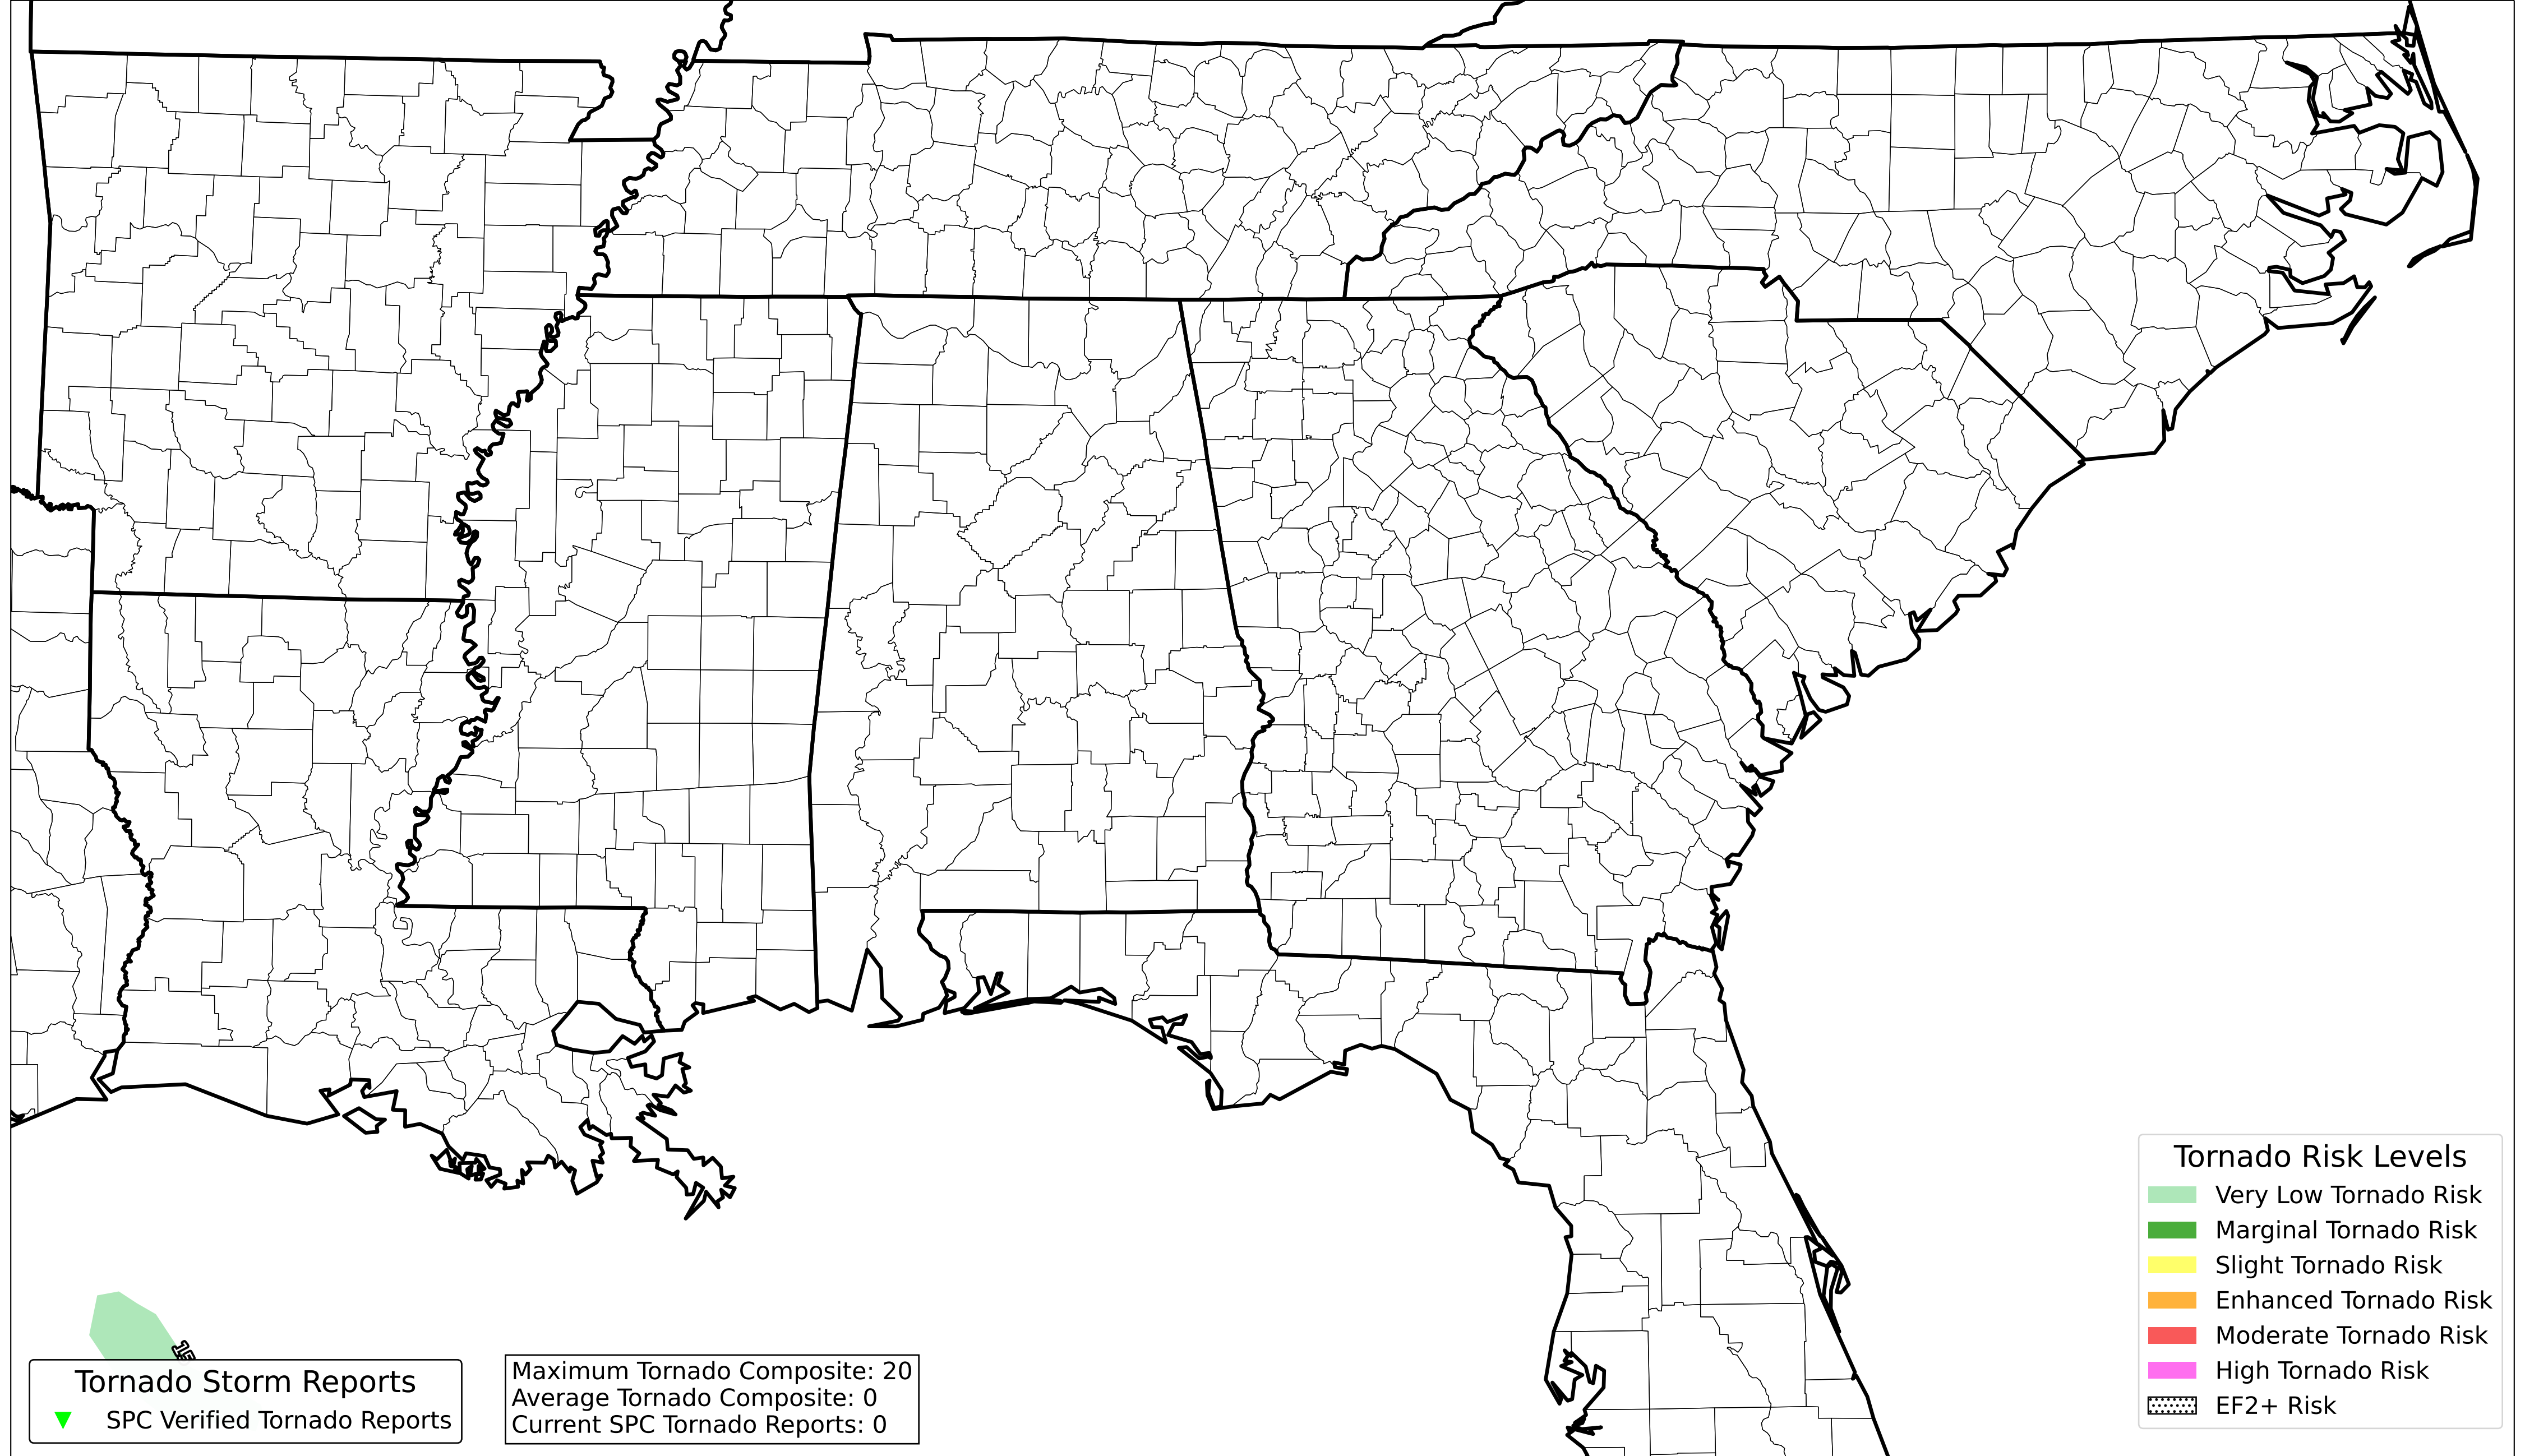 Tornado Risk Levels
Very Low Tornado Risk
Marginal Tornado Risk
Slight Tornado Risk
Enhanced Tornado Risk
Moderate Tornado Risk
High Tornado Risk
EF2+ Risk
Tornado Storm Reports
SPC Verified Tornado Reports
Maximum Tornado Composite: 20
Average Tornado Composite: 0
Current SPC Tornado Reports: 0